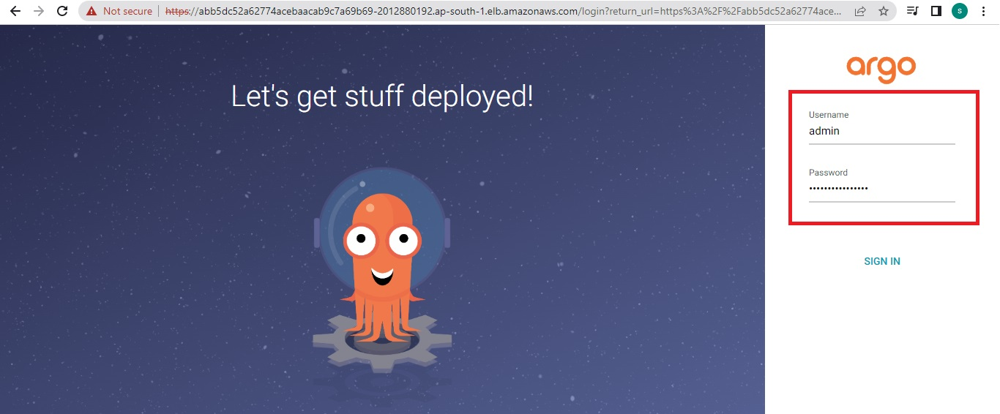 Not secure
https://abb5dc52a62774acebaacab9c7a69b69-2012880192.ap-south-1.elb.amazonaws.com/login?return_url=https%3A%2F%2Fabb5dc52a62774ace...
s
Let's get stuff deployed!
argo
Username
admin
Password
••••••••••••••••
SIGN IN